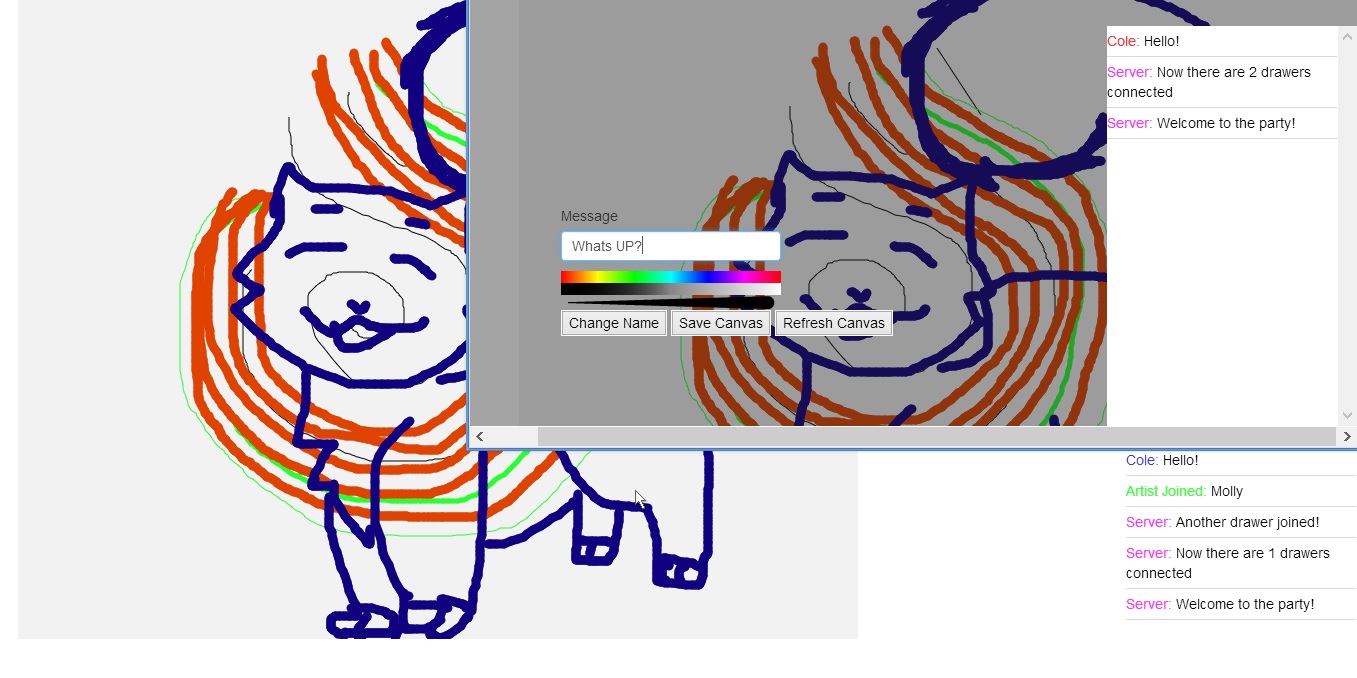 Cole: Hello!
Server: Now there are 2 drawers
connected
Server: Welcome to the party!
Message
Whats UP?
Change Name
Save Canvas
Refresh Canvas
Cole: Hello!
Artist Joined: Molly
Server: Another drawer joined!
Server: Now there are 1 drawers
connected
Server: Welcome to the party!